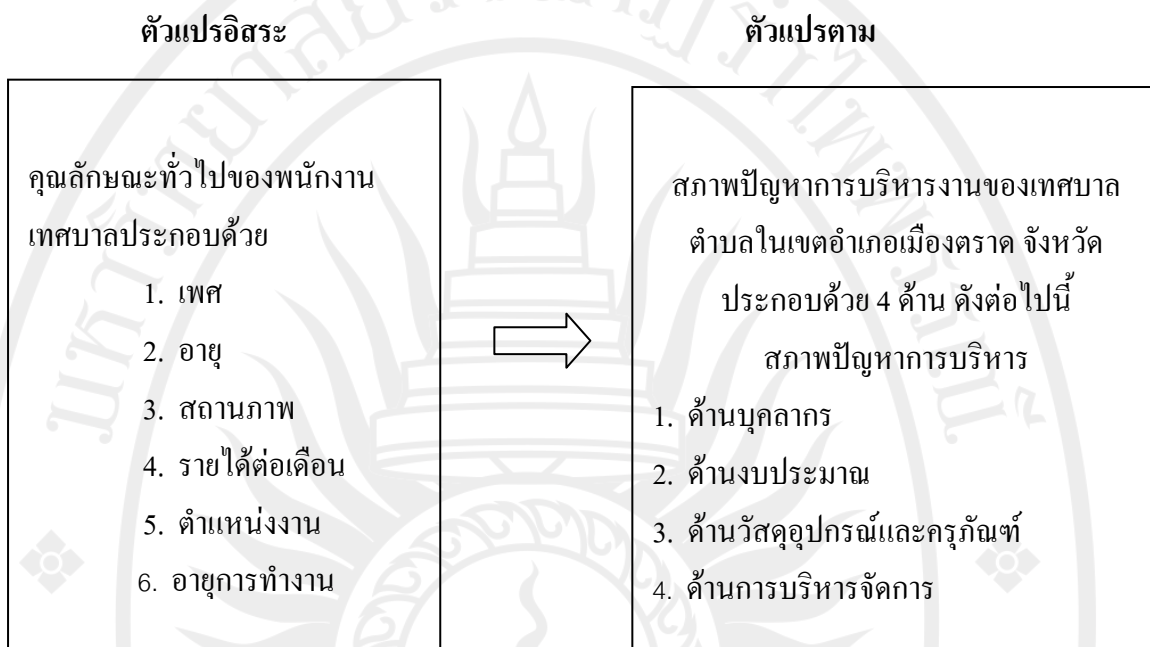 ตัวแปรอิสระ
ตัวแปรตาม
คุณลักษณะทั่วไปของพนักงาน
เทศบาลประกอบด้วย
1. เพศ
2. อายุ
3. สถานภาพ
4. รายได้ต่อเดือน
5. ตำแหน่งงาน
6. อายุการทำงาน
สภาพปัญหาการบริหารงานของเทศบาล
ตำบลในเขตอำเภอเมืองตราด จังหวัด
ประกอบด้วย 4 ด้าน ดังต่อไปนี้
สภาพปัญหาการบริหาร
1. ด้านบุคลากร
2. ด้านงบประมาณ
3. ด้านวัสดุอุปกรณ์และครุภัณฑ์
4. ด้านการบริหารจัดการ